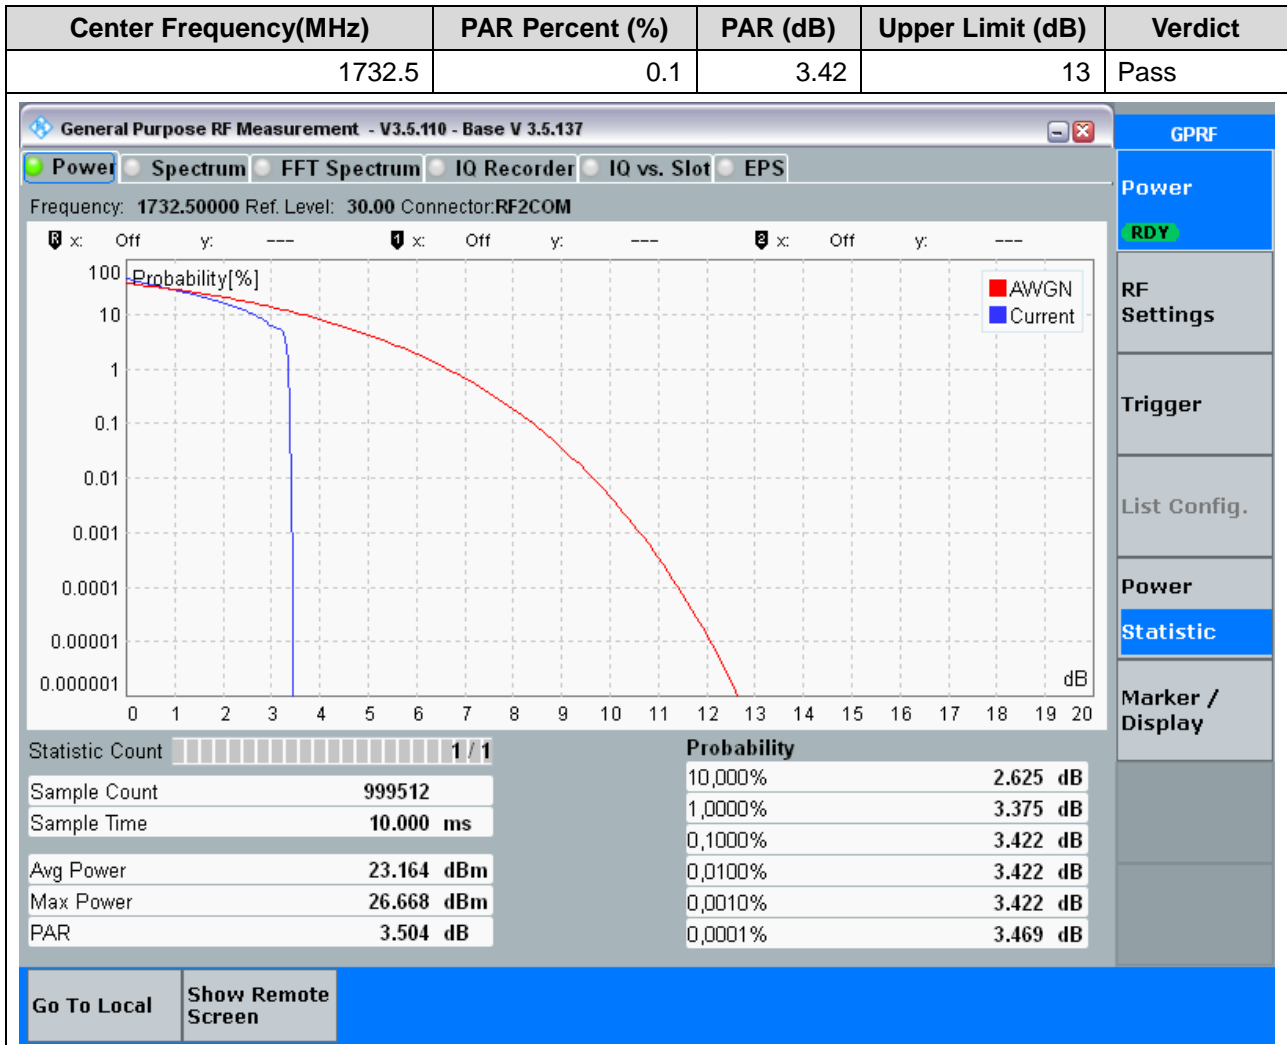 Center Frequency(MHz) PAR Percent (%) PAR (dB) Upper Limit (dB) Verdict
1732.5 0.1 3.42 13 Pass
General Purpose RF Measurement - V3.5.110 - Base V 3.5.137
GPRF
Power Spectrum FFT Spectrum IQ Recorder IQ vs. Slot EPS
Power
RDY
Frequency: 1732.50000 Ref. Level: 30.00 Connector:RF2COM
R x: Off y: --- 1 x: Off y: --- 2 x: Off y: ---
Probability[%]
AWGN
Current
100
10
1
0.1
0.01
0.001
0.0001
0.00001
0.000001
dB
0 1 2 3 4 5 6 7 8 9 10 11 12 13 14 15 16 17 18 19 20
RF
Settings
Trigger
List Config.
Power
Statistic
Marker /
Display
Statistic Count 1 / 1
Sample Count 999512
Sample Time 10.000 ms
Avg Power 23.164 dBm
Max Power 26.668 dBm
PAR 3.504 dB
Probability
10,000% 2.625 dB
1,0000% 3.375 dB
0,1000% 3.422 dB
0,0100% 3.422 dB
0,0010% 3.422 dB
0,0001% 3.469 dB
Go To Local
Show Remote
Screen